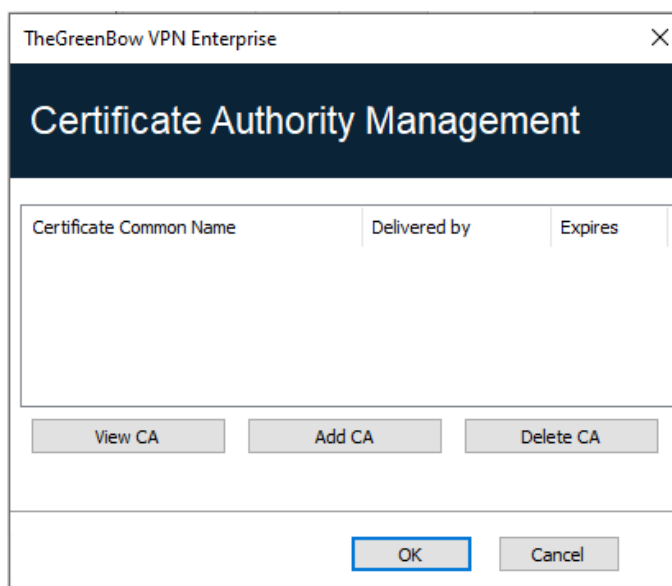 TheGreenBow VPN Enterprise
Certificate Authority Management
Certificate Common Name Delivered by Expires
View CA Add CA Delete CA
OK Cancel